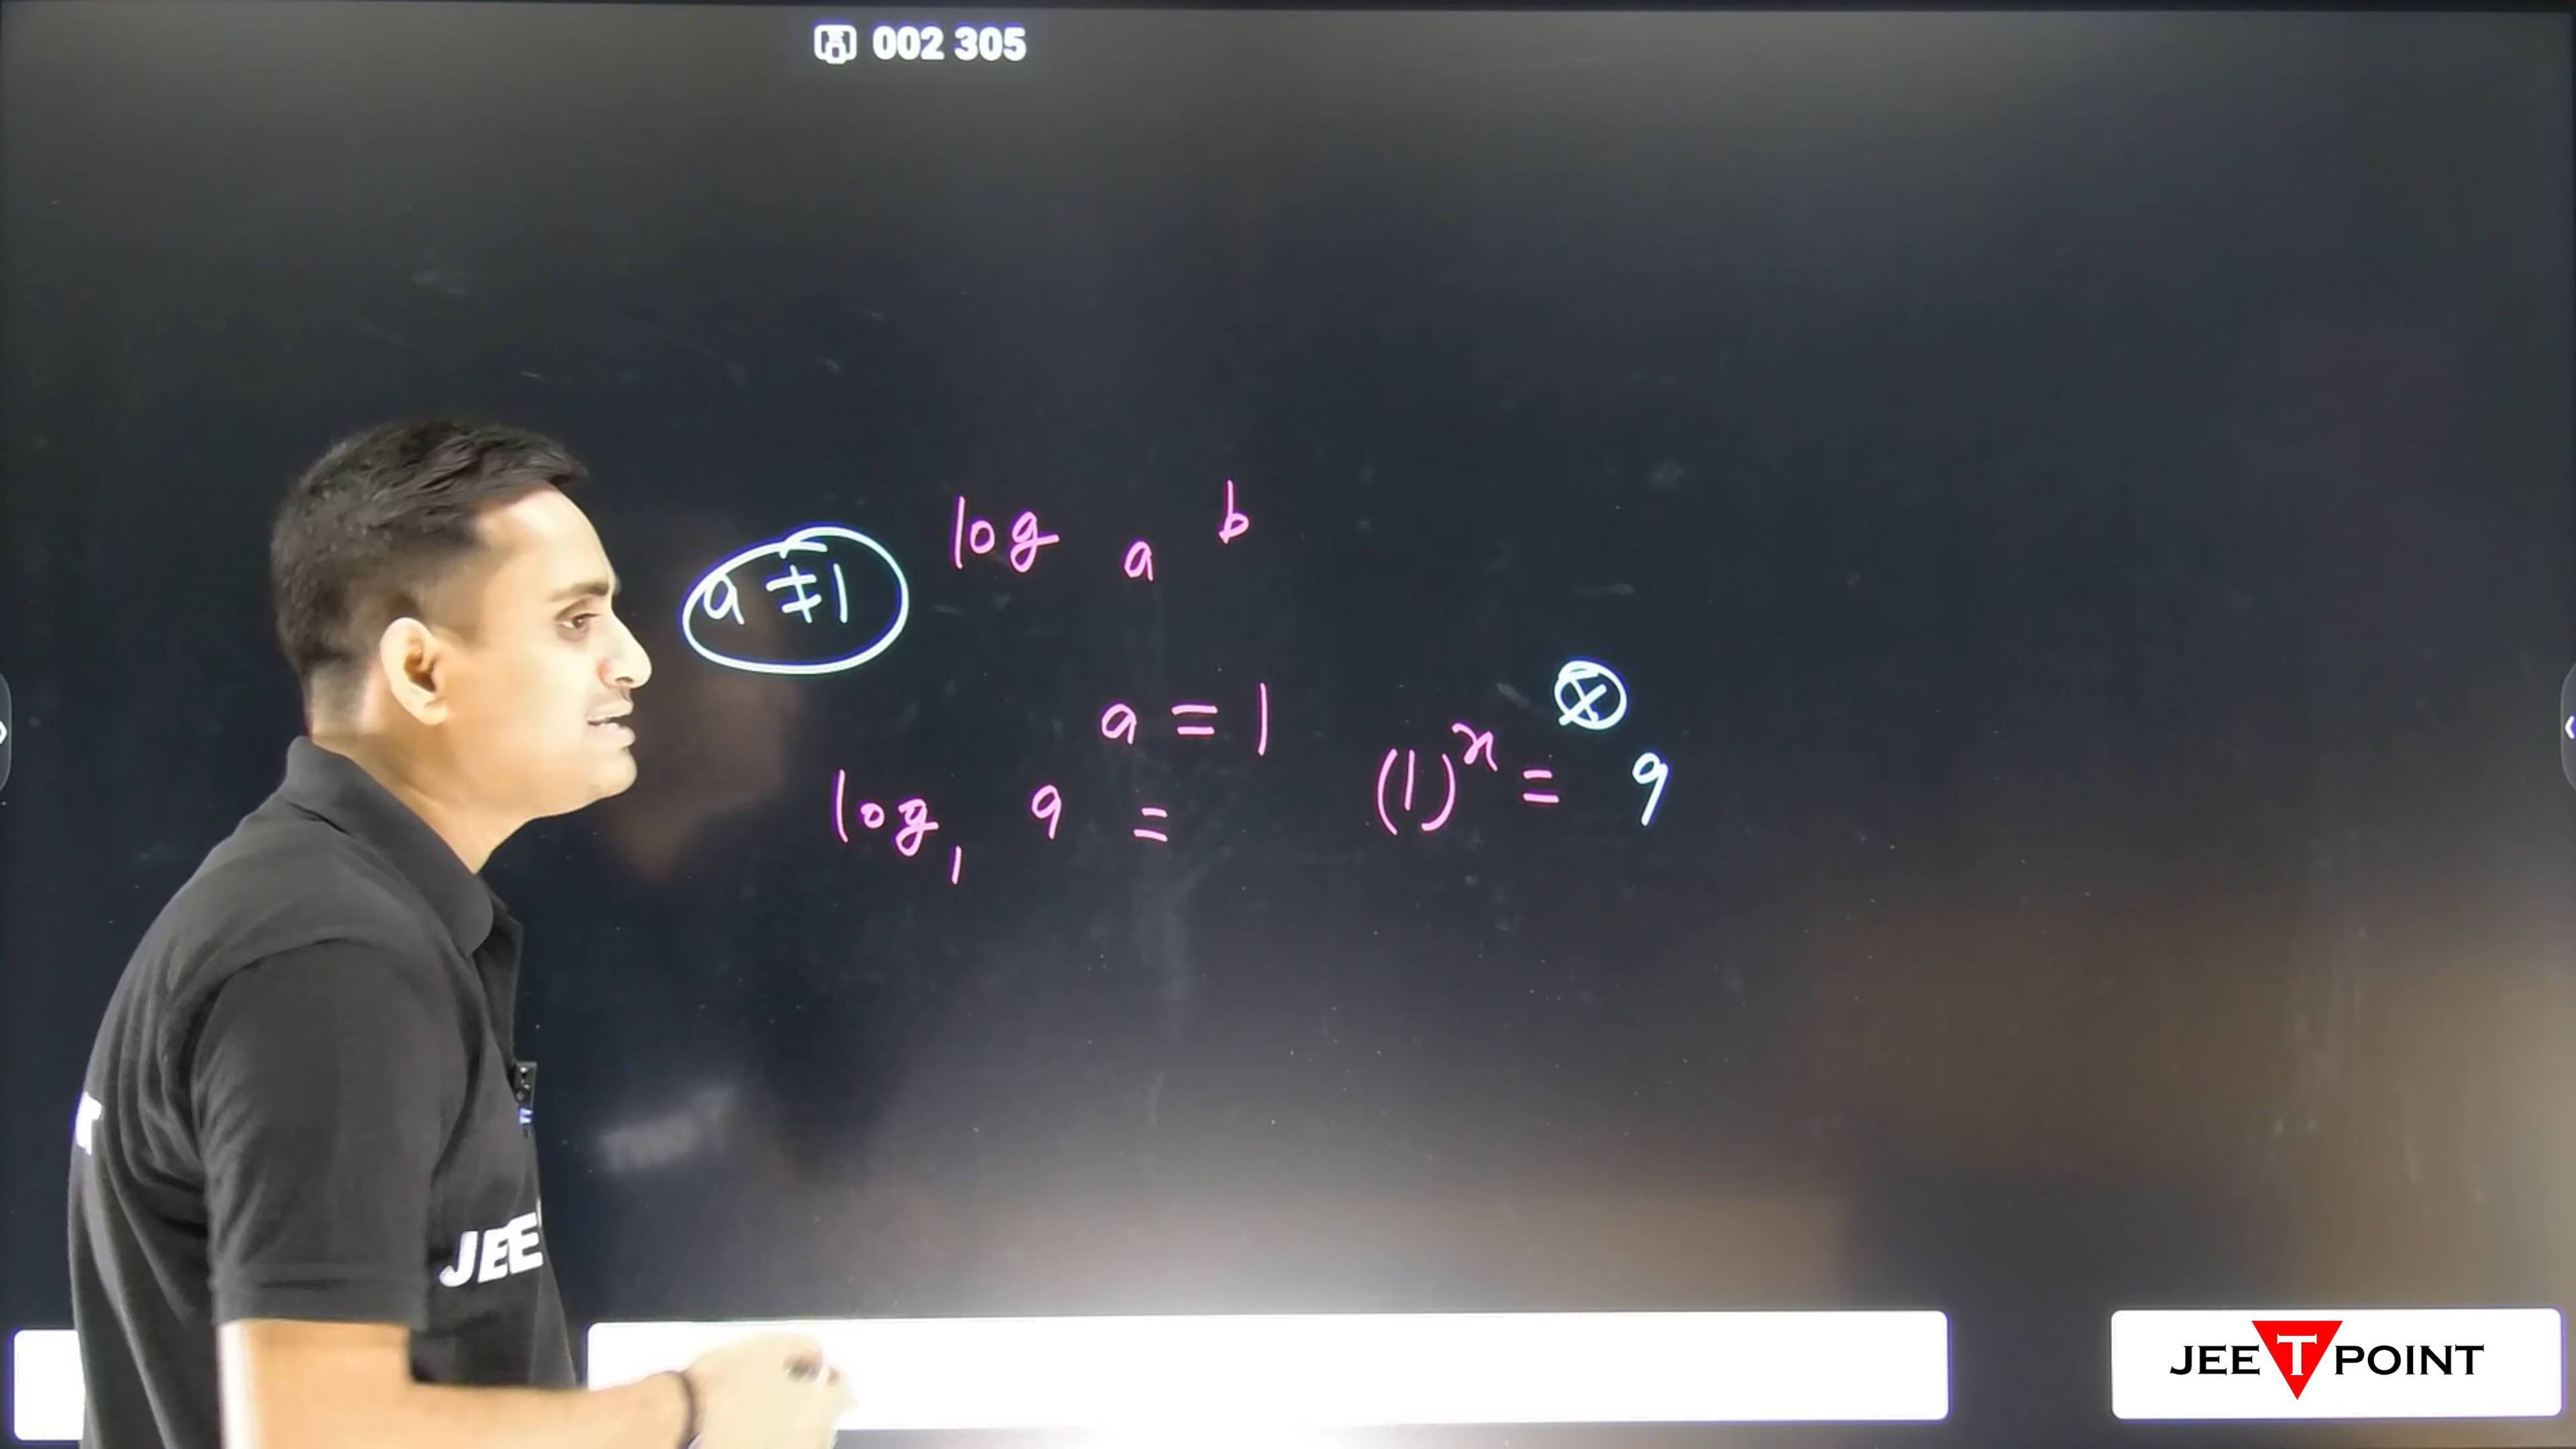 002 305
log a b
a ≠ 1
a = 1
log₁ 9 =
(1)ˣ = 9
JEE
JEE T POINT